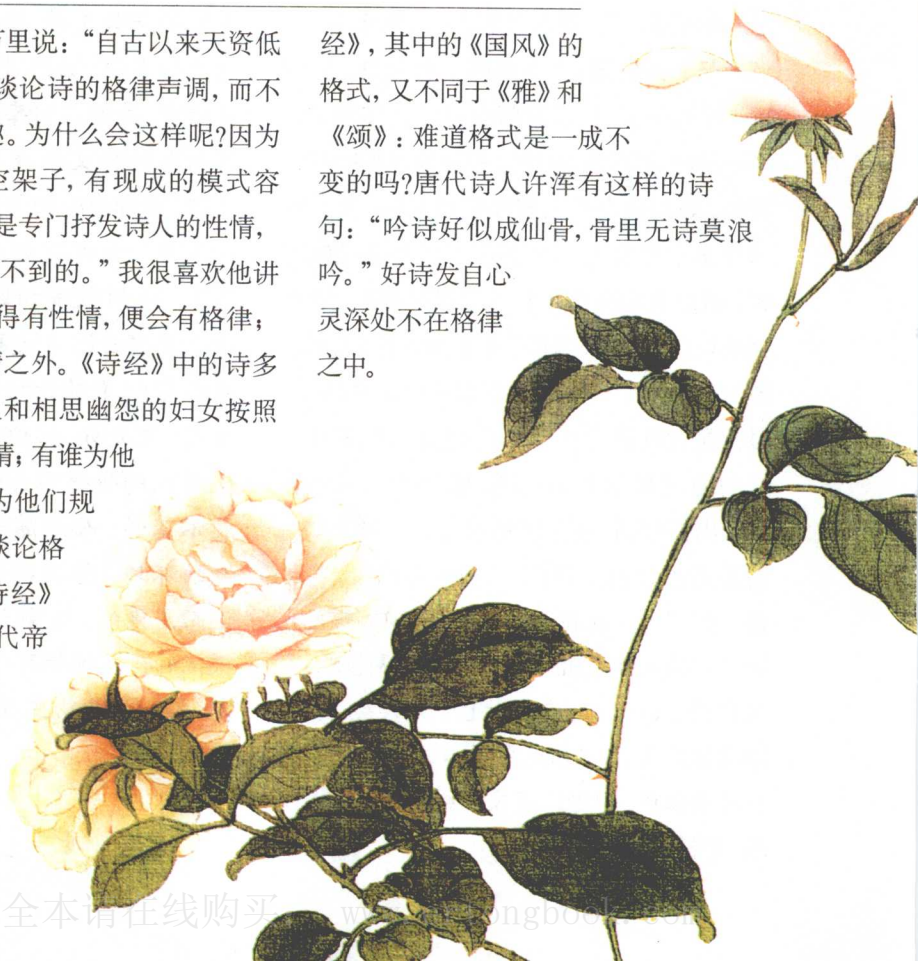 里说：“自古以来天资低
谈论诗的格律声调，而不
。为什么会这样呢?因为
空架子，有现成的模式容
是专门抒发诗人的性情，
不到的。”我很喜欢他讲
得有性情，便会有格律；
之外。《诗经》中的诗多
和相思幽怨的妇女按照
情；有谁为他
为他们规
谈论格
诗经》
代帝
经》，其中的《国风》的
格式，又不同于《雅》和
《颂》：难道格式是一成不
变的吗?唐代诗人许浑有这样的诗
句：“吟诗好似成仙骨，骨里无诗莫浪
吟。”好诗发自心
灵深处不在格律
之中。
全本请在线购买